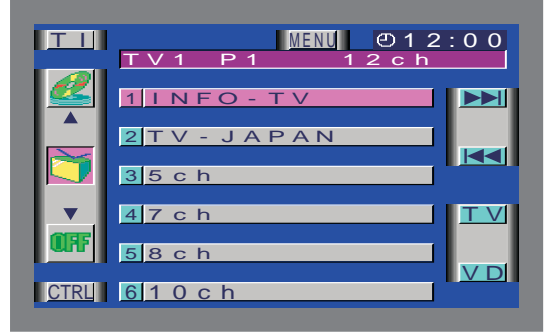 TI MENU 12:00
TV1 P1 12ch
1 INFO-TV
2 TV-JAPAN
3 5ch
4 7ch
TV
OFF
5 8ch
VD
CTRL
6 10ch